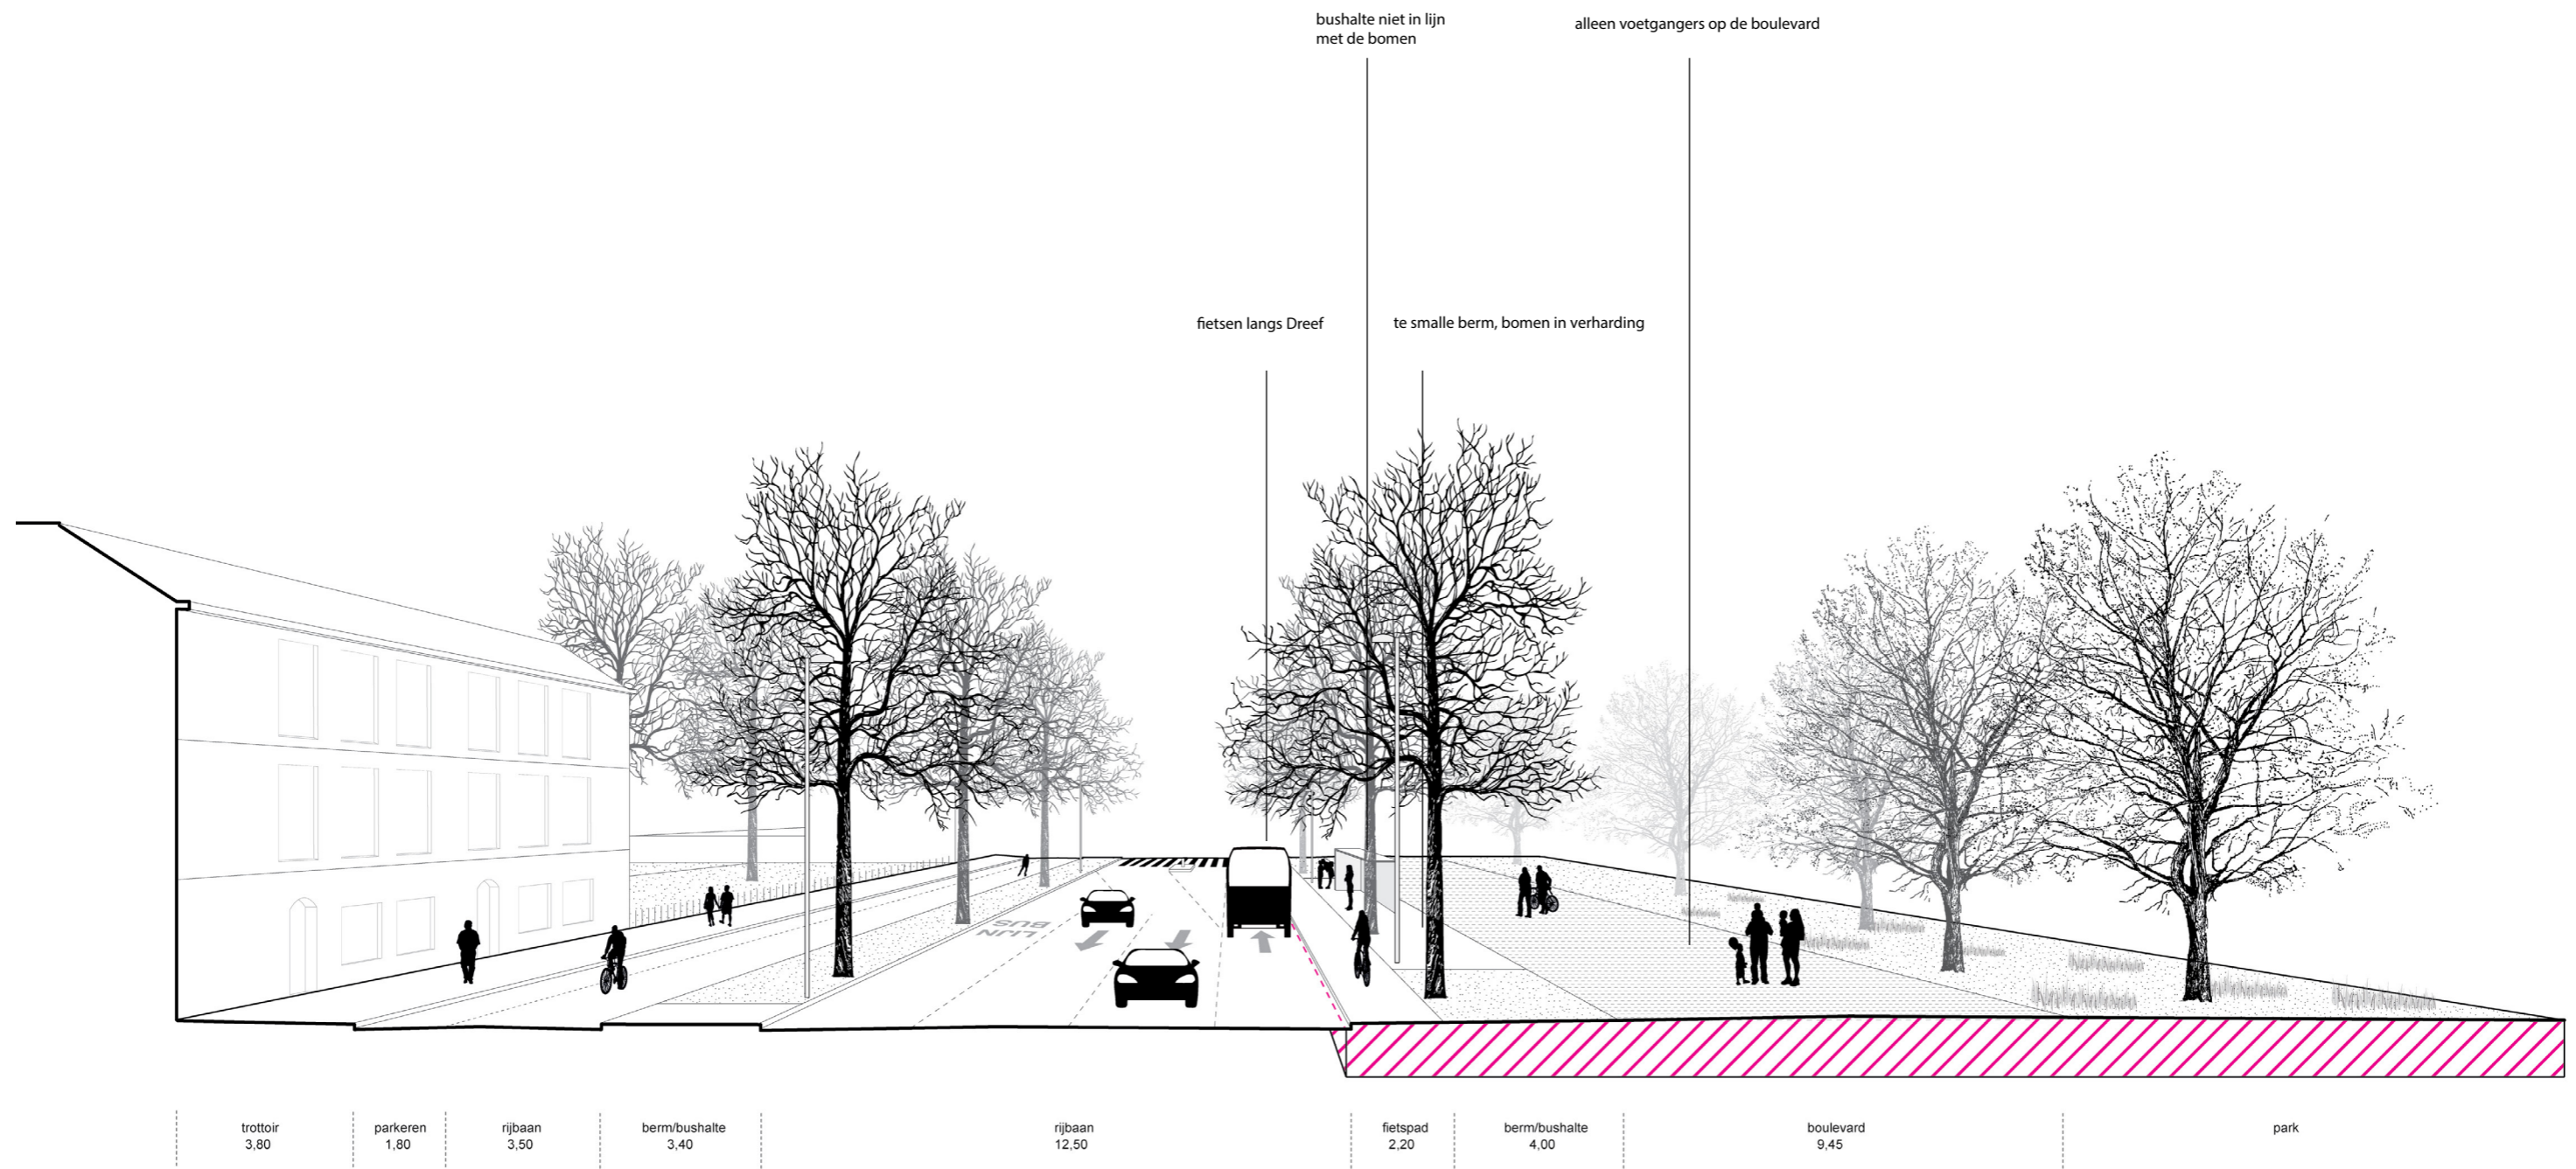 bushalte niet in lijn
met de bomen
alleen voetgangers op de boulevard
fietsen langs Dreef
te smalle berm, bomen in verharding
LIJN
BUS
trottoir
3,80
parkeren
1,80
rijbaan
3,50
berm/bushalte
3,40
rijbaan
12,50
fietspad
2,20
berm/bushalte
4,00
boulevard
9,45
park